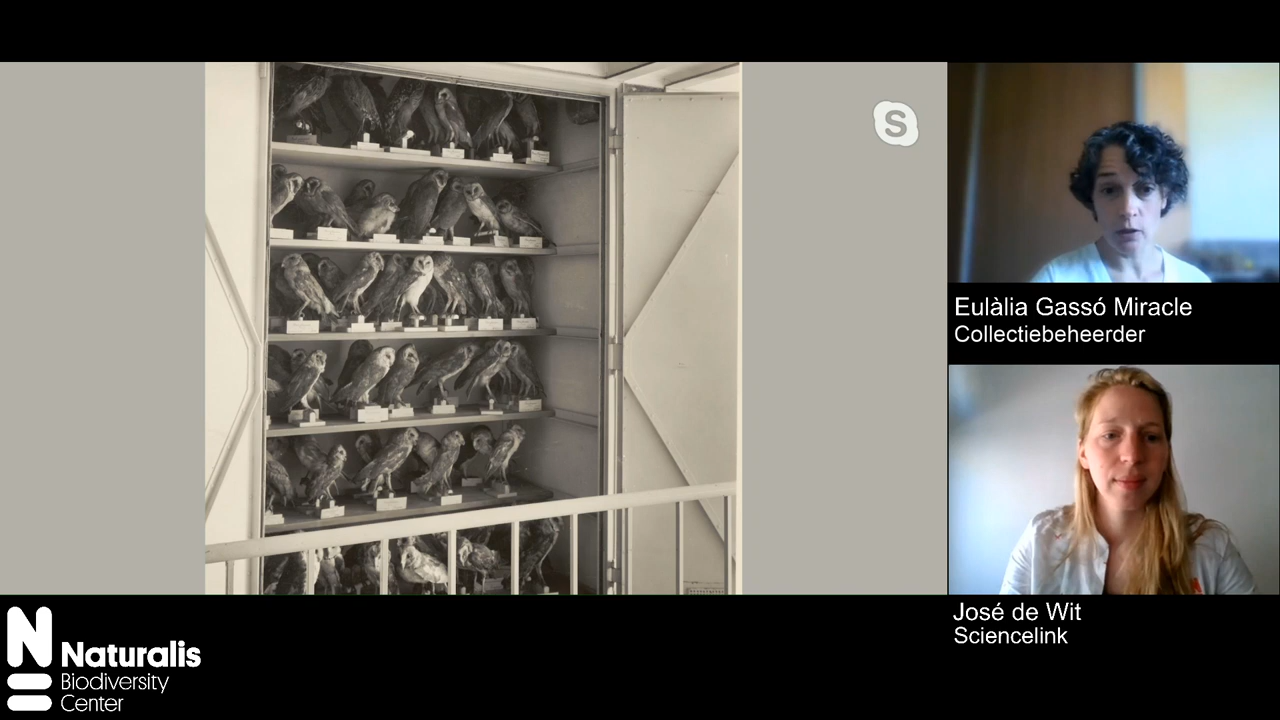 Eulàlia Gassó Miracle
Collectiebeheerder
José de Wit
Sciencelink
Naturalis
Biodiversity
Center